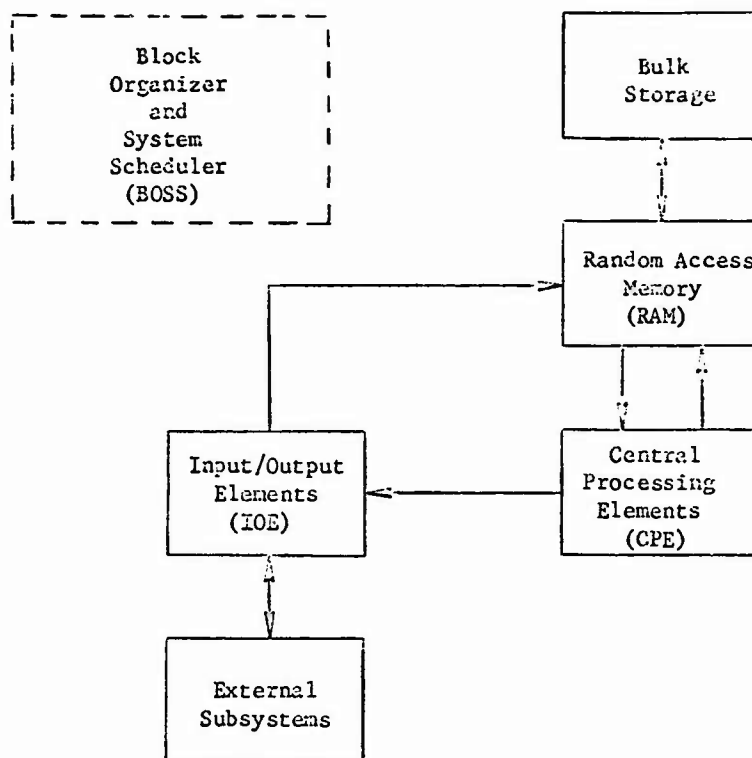 Block
Organizer
and
System
Scheduler
(BOSS)
Bulk
Storage
Random Access
Memory
(RAM)
Input/Output
Elements
(IOE)
Central
Processing
Elements
(CPE)
External
Subsystems